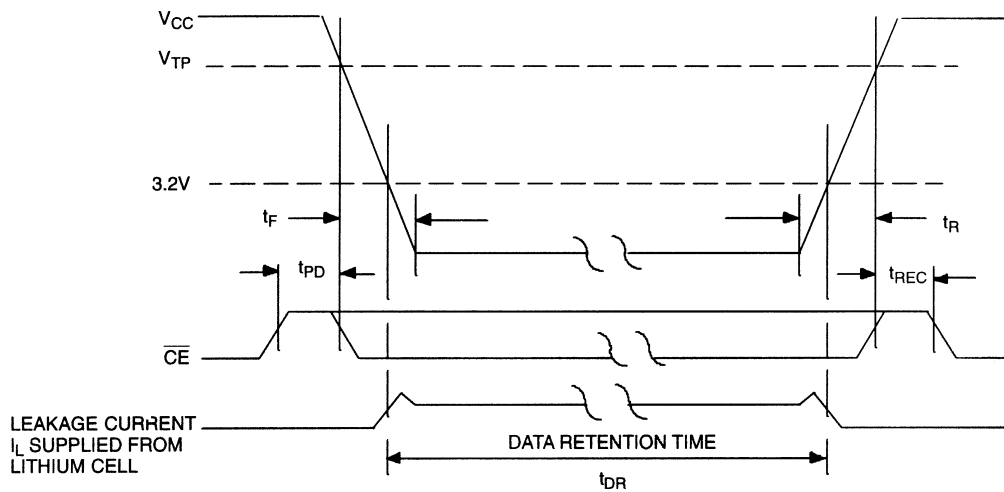 VCC
VTP
3.2V
tF
tR
tPD
tREC
CE
LEAKAGE CURRENT
IL SUPPLIED FROM
LITHIUM CELL
DATA RETENTION TIME
tDR